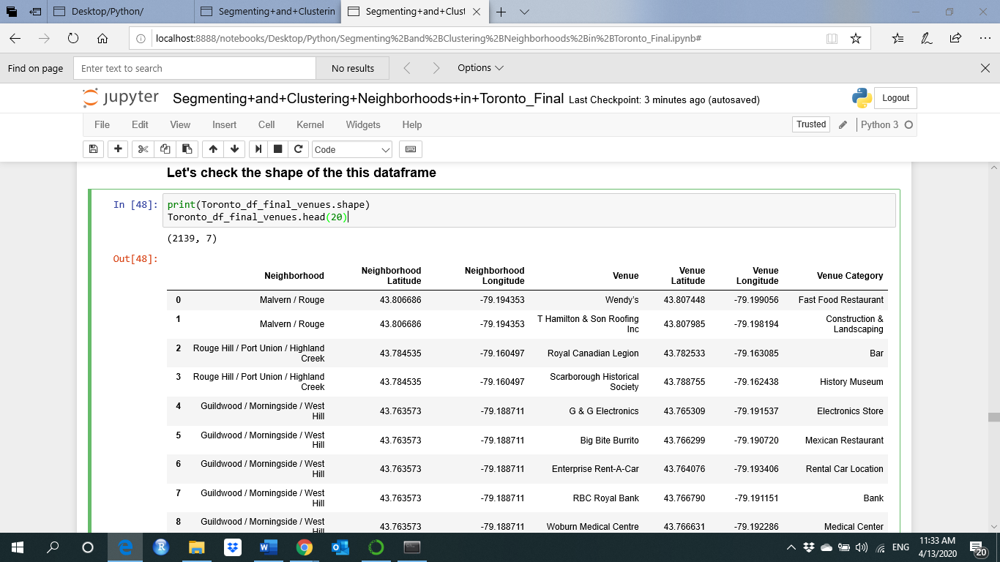 Desktop/Python/
Segmenting+and+Clusterin
Segmenting+and+Clust
localhost:8888/notebooks/Desktop/Python/Segmenting%2Band%2BClustering%2BNeighborhoods%2Bin%2BToronto_Final.ipynb#
Find on page
Enter text to search
No results
Options
jupyter
Segmenting+and+Clustering+Neighborhoods+in+Toronto_Final Last Checkpoint: 3 minutes ago (autosaved)
Logout
File Edit View Insert Cell Kernel Widgets Help
Trusted
Python 3
Code
Let's check the shape of the this dataframe
In [48]: print(Toronto_df_final_venues.shape)
Toronto_df_final_venues.head(20)
(2139, 7)
Out[48]:
Neighborhood Neighborhood Latitude Neighborhood Longitude Venue Venue Latitude Venue Longitude Venue Category
0 Malvern / Rouge 43.806686 -79.194353 Wendy's 43.807448 -79.199056 Fast Food Restaurant
1 Malvern / Rouge 43.806686 -79.194353 T Hamilton & Son Roofing Inc 43.807985 -79.198194 Construction & Landscaping
2 Rouge Hill / Port Union / Highland Creek 43.784535 -79.160497 Royal Canadian Legion 43.782533 -79.163085 Bar
3 Rouge Hill / Port Union / Highland Creek 43.784535 -79.160497 Scarborough Historical Society 43.788755 -79.162438 History Museum
4 Guildwood / Morningside / West Hill 43.763573 -79.188711 G & G Electronics 43.765309 -79.191537 Electronics Store
5 Guildwood / Morningside / West Hill 43.763573 -79.188711 Big Bite Burrito 43.766299 -79.190720 Mexican Restaurant
6 Guildwood / Morningside / West Hill 43.763573 -79.188711 Enterprise Rent-A-Car 43.764076 -79.193406 Rental Car Location
7 Guildwood / Morningside / West Hill 43.763573 -79.188711 RBC Royal Bank 43.766790 -79.191151 Bank
8 Guildwood / Morningside / West Hill 43.763573 -79.188711 Woburn Medical Centre 43.766631 -79.192286 Medical Center
ENG
11:33 AM
4/13/2020
20